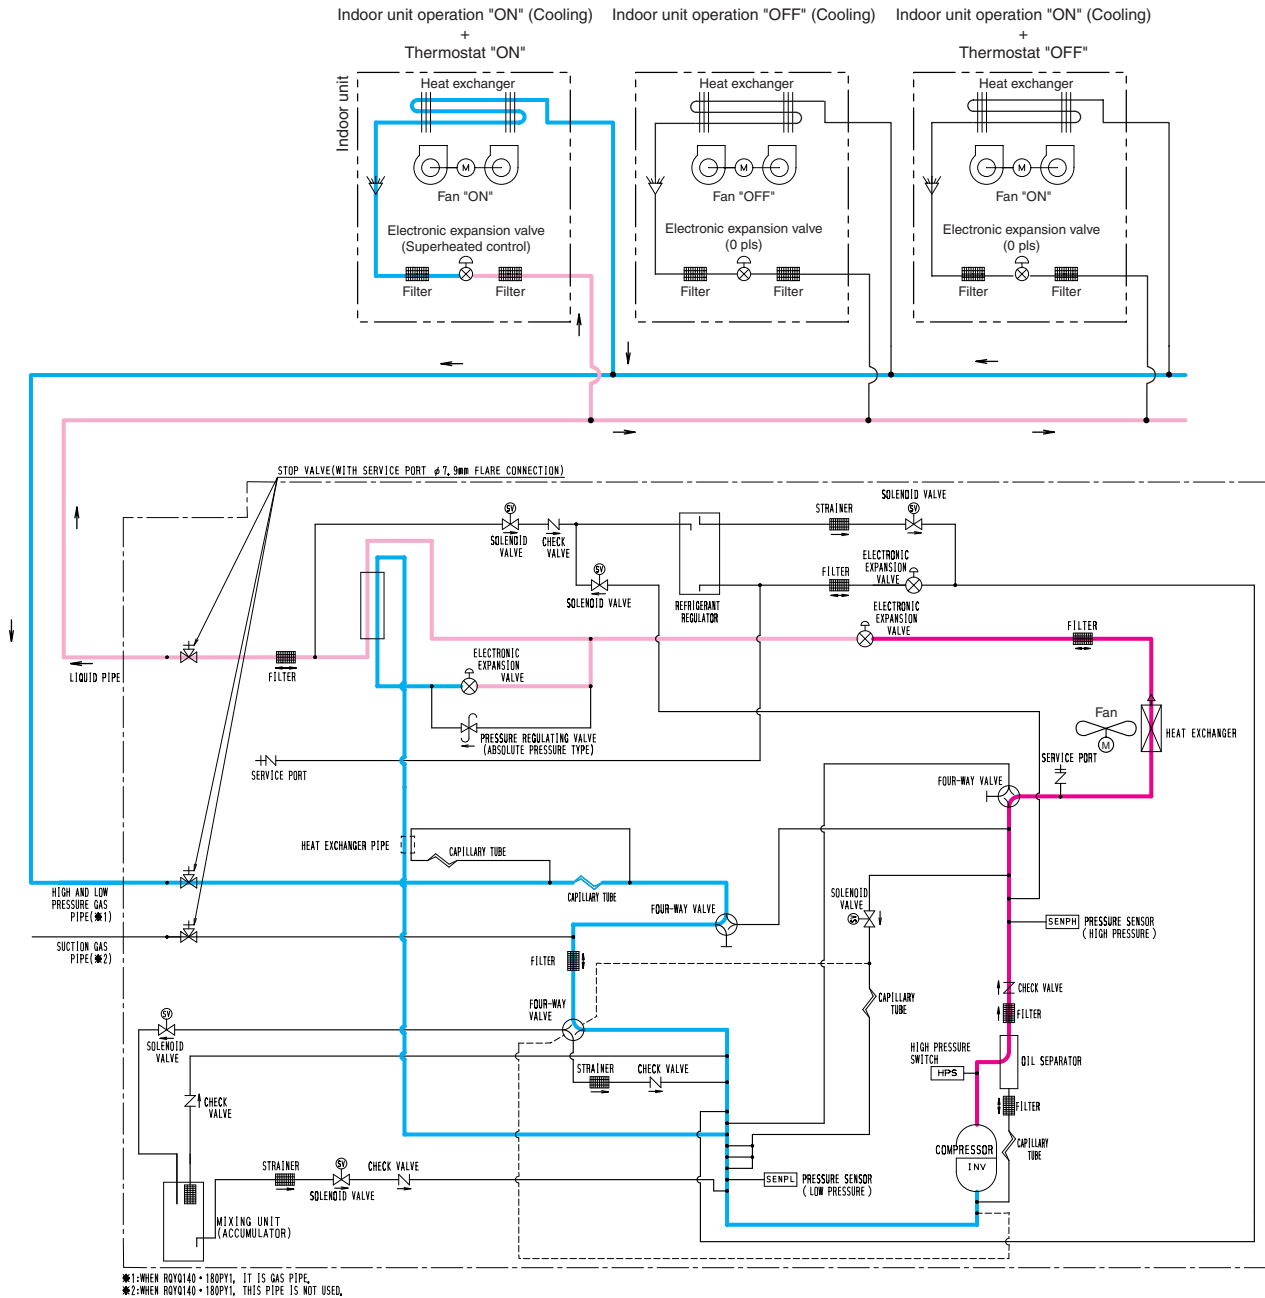 Indoor unit operation "ON" (Cooling)
+
Thermostat "ON"
Indoor unit operation "OFF" (Cooling)
Indoor unit operation "ON" (Cooling)
+
Thermostat "OFF"
Indoor unit
Heat exchanger
M
Fan "ON"
Electronic expansion valve
(Superheated control)
Filter
Filter
Heat exchanger
M
Fan "OFF"
Electronic expansion valve
(0 pls)
Filter
Filter
Heat exchanger
M
Fan "ON"
Electronic expansion valve
(0 pls)
Filter
Filter
STOP VALVE(WITH SERVICE PORT φ7.9mm FLARE CONNECTION)
SV
SOLENOID
VALVE
CHECK
VALVE
SV
SOLENOID VALVE
REFRIGERANT
REGULATOR
STRAINER
SOLENOID VALVE
SV
FILTER
ELECTRONIC
EXPANSION
VALVE
ELECTRONIC
EXPANSION
VALVE
FILTER
LIQUID PIPE
FILTER
ELECTRONIC
EXPANSION
VALVE
PRESSURE REGULATING VALVE
(ABSOLUTE PRESSURE TYPE)
SERVICE PORT
Fan
M
HEAT EXCHANGER
SERVICE PORT
FOUR-WAY VALVE
HEAT EXCHANGER PIPE
CAPILLARY TUBE
CAPILLARY TUBE
HIGH AND LOW
PRESSURE GAS
PIPE(※1)
SUCTION GAS
PIPE(※2)
FOUR-WAY VALVE
SOLENOID
VALVE
SV
SENPH
PRESSURE SENSOR
(HIGH PRESSURE)
FILTER
FOUR-WAY
VALVE
CAPILLARY
TUBE
CHECK VALVE
FILTER
SV
SOLENOID
VALVE
HIGH PRESSURE
SWITCH
HPS
OIL SEPARATOR
STRAINER
CHECK VALVE
CHECK
VALVE
FILTER
COMPRESSOR
INV
CAPILLARY
TUBE
STRAINER
SV
SOLENOID VALVE
CHECK VALVE
SENPL
PRESSURE SENSOR
(LOW PRESSURE)
MIXING UNIT
(ACCUMULATOR)
※1:WHEN RQYQ140・180PY1, IT IS GAS PIPE.
※2:WHEN RQYQ140・180PY1, THIS PIPE IS NOT USED.